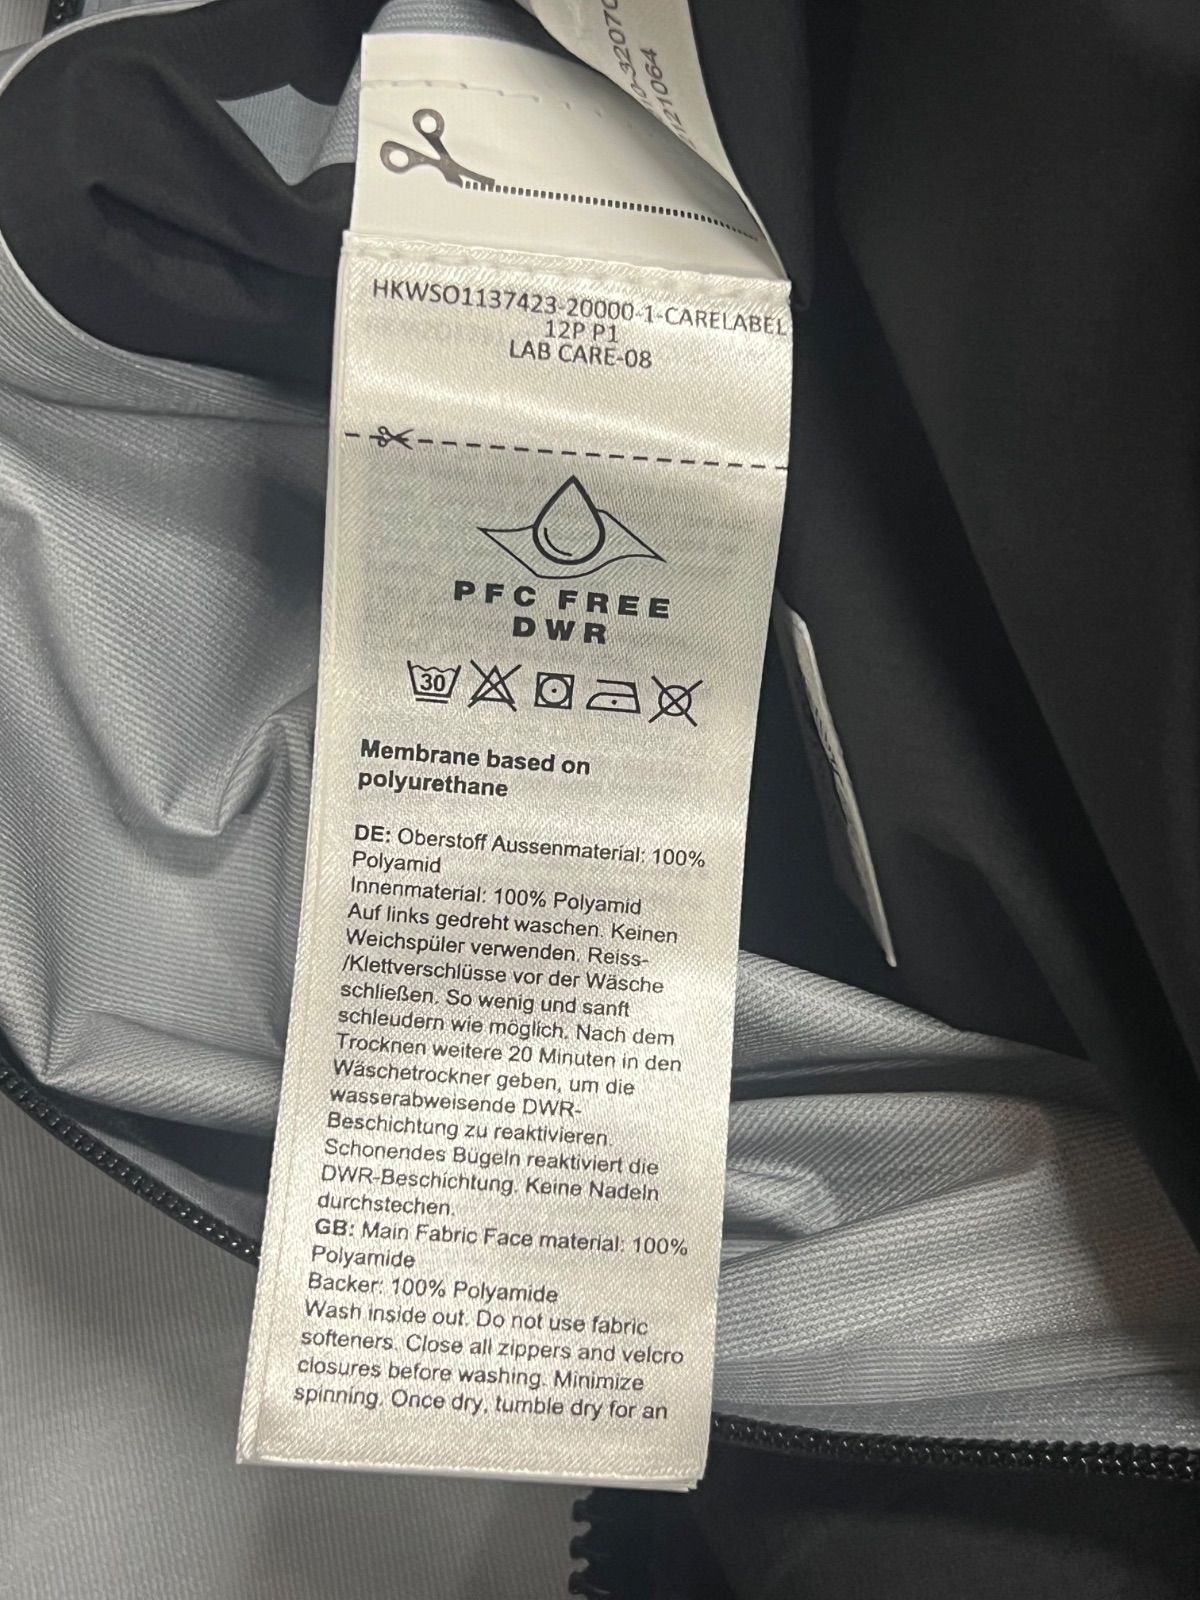 0-32070
121064
HKWSO1137423-20000-1-CARELABEL
12P P1
LAB CARE-08
PFC FREE
DWR
30
Membrane based on
polyurethane
DE: Oberstoff Aussenmaterial: 100%
Polyamid
Innenmaterial: 100% Polyamid
Auf links gedreht waschen. Keinen
Weichspüler verwenden. Reiss-
/Klettverschlüsse vor der Wäsche
schließen. So wenig und sanft
schleudern wie möglich. Nach dem
Trocknen weitere 20 Minuten in den
Wäschetrockner geben, um die
wasserabweisende DWR-
Beschichtung zu reaktivieren.
Schonendes Bügeln reaktiviert die
DWR-Beschichtung. Keine Nadeln
durchstechen.
GB: Main Fabric Face material: 100%
Polyamide
Backer: 100% Polyamide
Wash inside out. Do not use fabric
softeners. Close all zippers and velcro
closures before washing. Minimize
spinning. Once dry, tumble dry for an